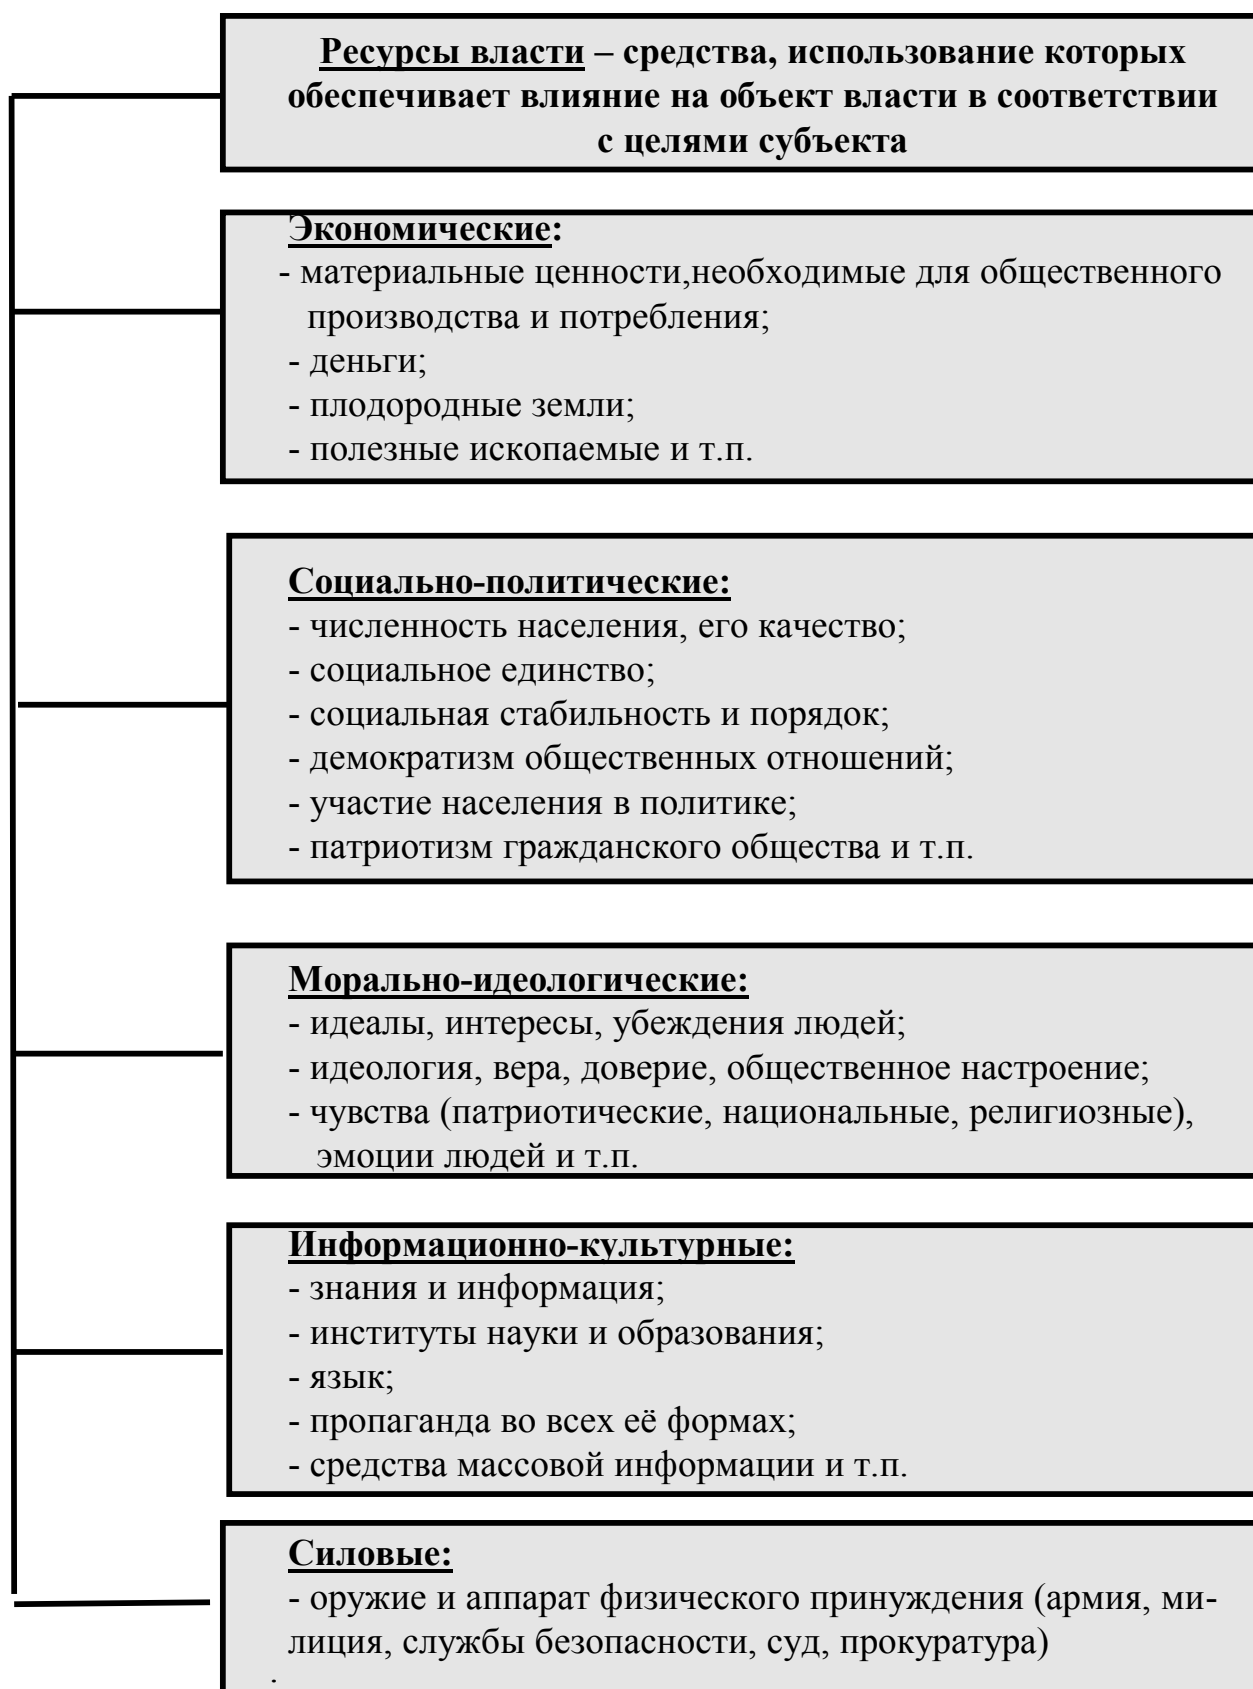 Ресурсы власти – средства, использование которых
обеспечивает влияние на объект власти в соответствии
с целями субъекта
Экономические:
- материальные ценности,необходимые для общественного
производства и потребления;
- деньги;
- плодородные земли;
- полезные ископаемые и т.п.
Социально-политические:
- численность населения, его качество;
- социальное единство;
- социальная стабильность и порядок;
- демократизм общественных отношений;
- участие населения в политике;
- патриотизм гражданского общества и т.п.
Морально-идеологические:
- идеалы, интересы, убеждения людей;
- идеология, вера, доверие, общественное настроение;
- чувства (патриотические, национальные, религиозные),
эмоции людей и т.п.
Информационно-культурные:
- знания и информация;
- институты науки и образования;
- язык;
- пропаганда во всех её формах;
- средства массовой информации и т.п.
Силовые:
- оружие и аппарат физического принуждения (армия, ми-
лиция, службы безопасности, суд, прокуратура)
.